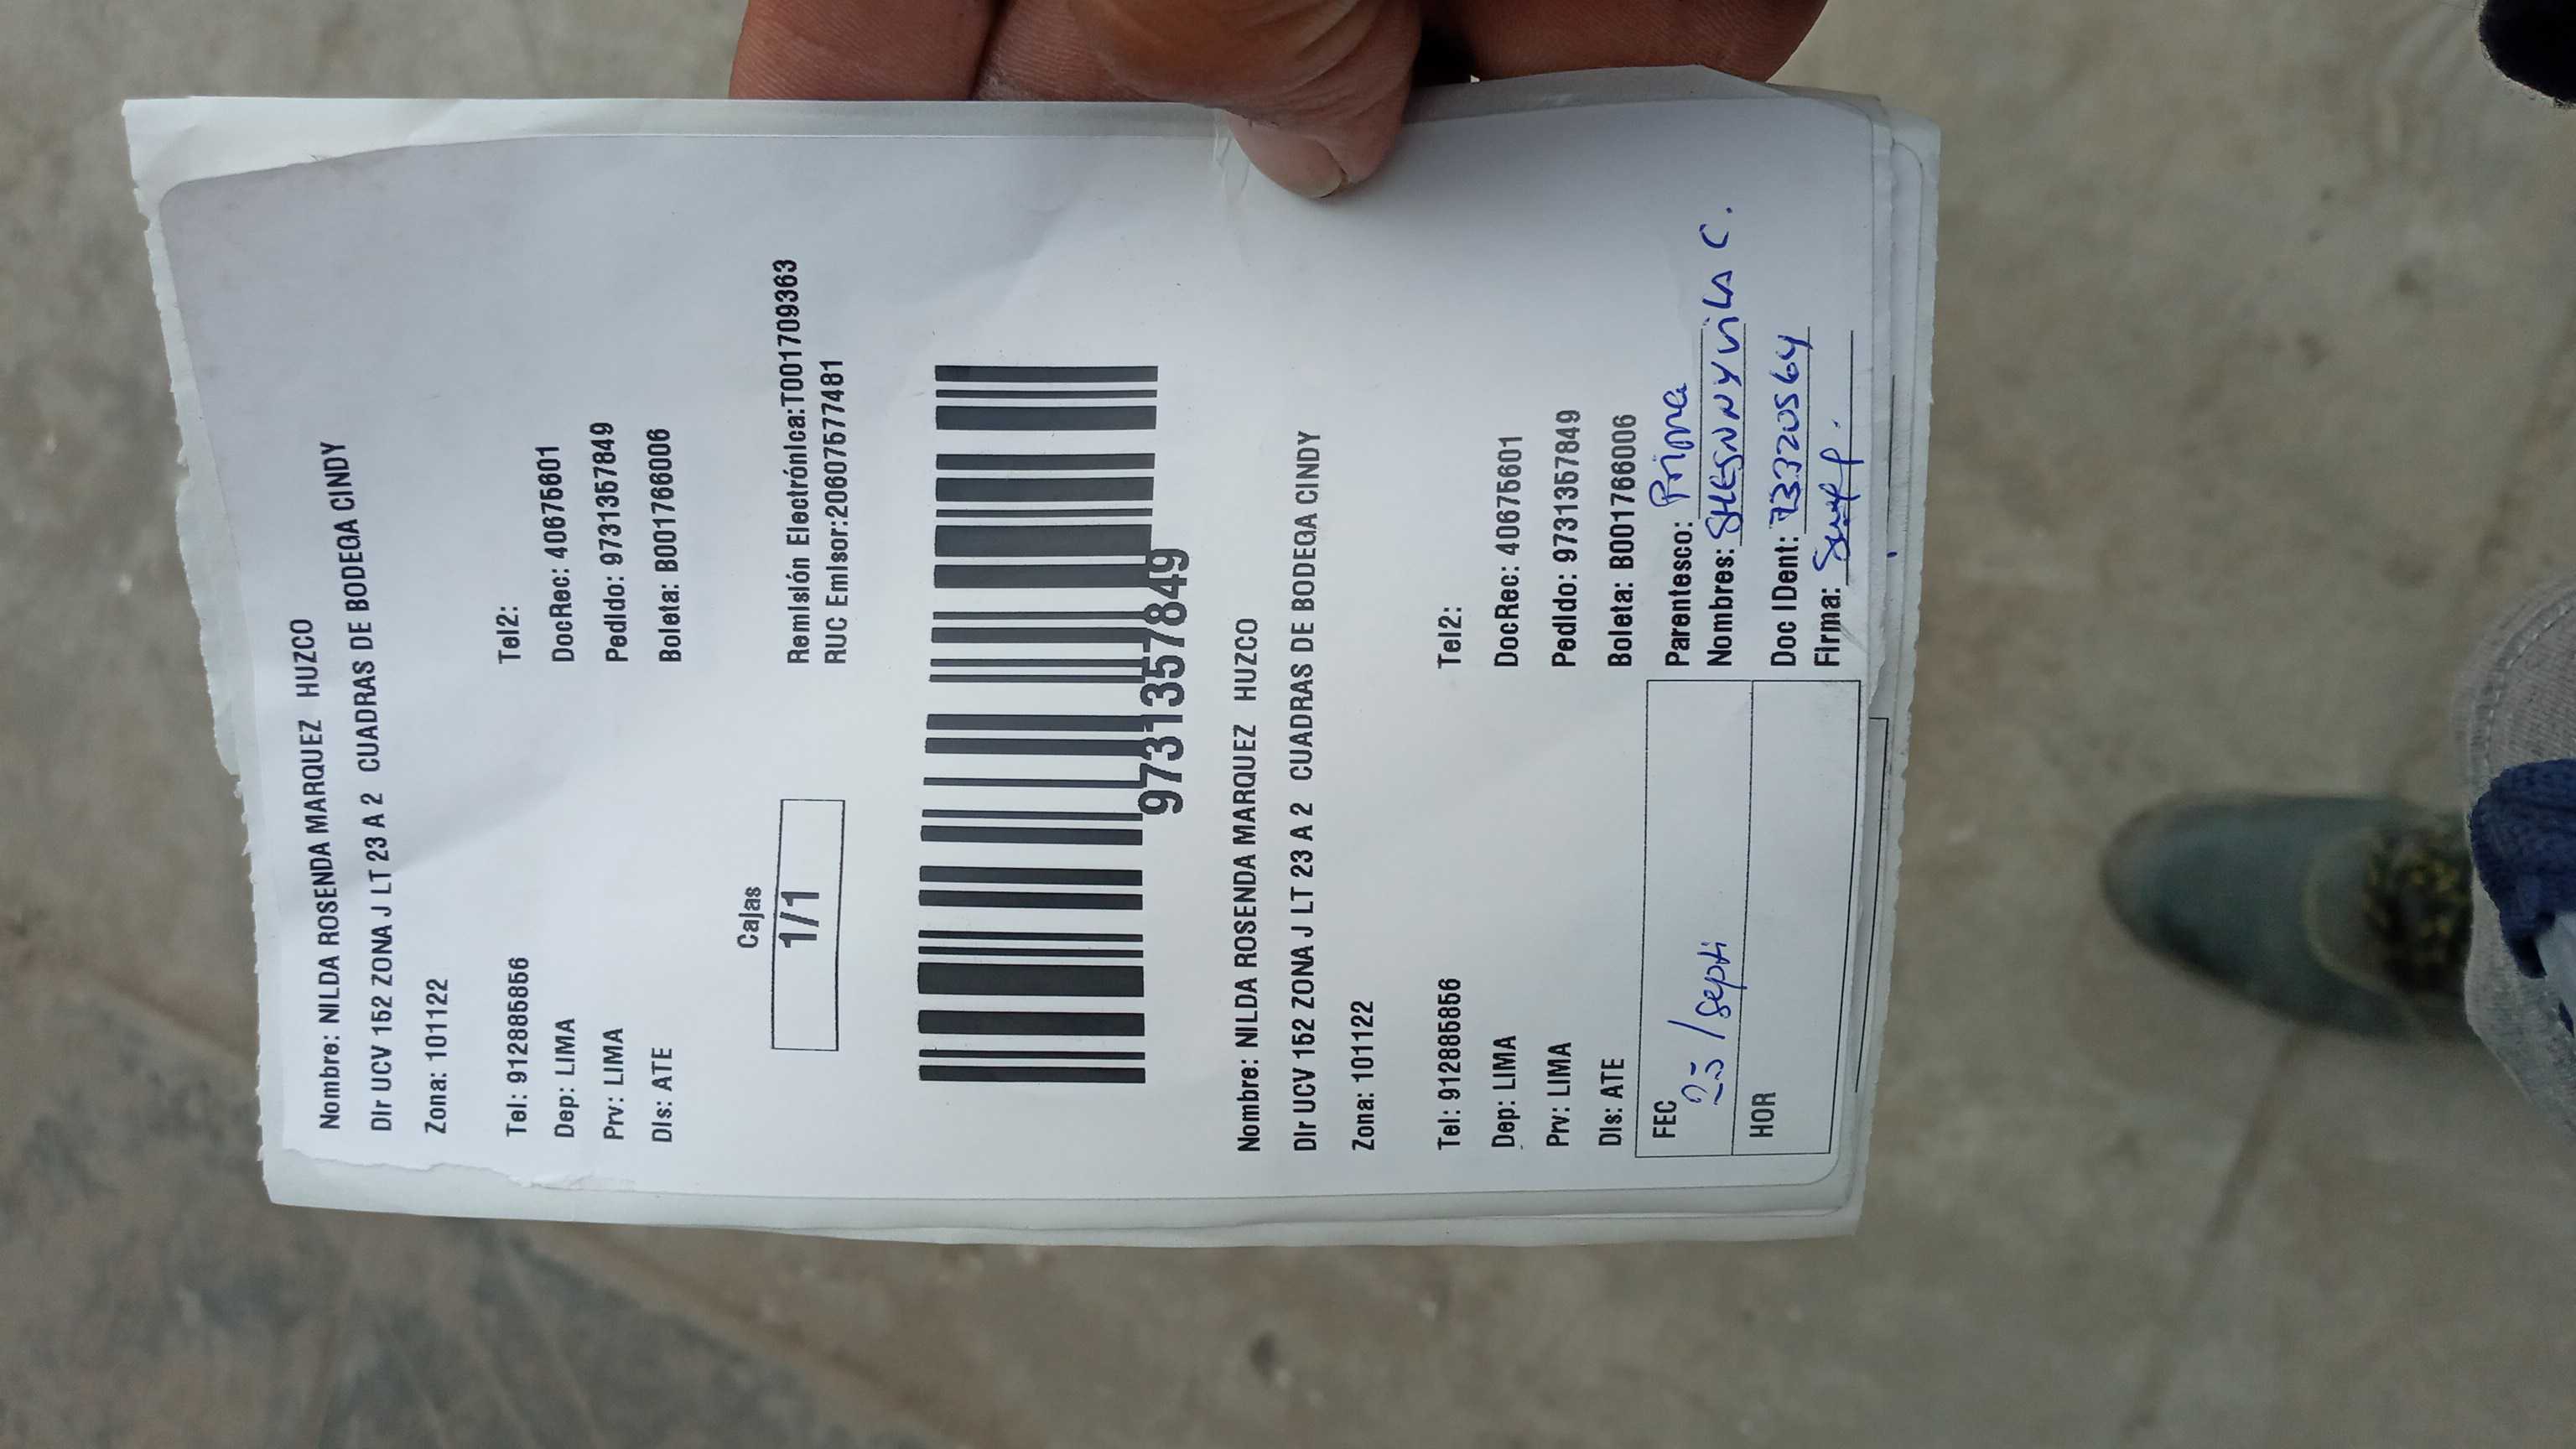 Nombre: NILDA ROSENDA MARQUEZ HUZCO
Dir UCV 152 ZONA J LT 23 A 2 CUADRAS DE BODEGA CINDY
Zona: 101122
Tel: 912885856 Tel2:
Dep: LIMA DocRec: 40675601
Prv: LIMA Pedido: 9731357849
Dis: ATE Boleta: B001766006
Cajas
1/1
Remisión Electrónica:T001709363
RUC Emisor:20607577481
9731357849
Nombre: NILDA ROSENDA MARQUEZ HUZCO
Dir UCV 152 ZONA J LT 23 A 2 CUADRAS DE BODEGA CINDY
Zona: 101122
Tel: 912885856 Tel2:
Dep: LIMA DocRec: 40675601
Prv: LIMA Pedido: 9731357849
Dis: ATE Boleta: B001766006
FEC
/septi
HOR
Parentesco: Prima
Nombres: Vila C.
Doc IDent: 73320564
Firma: